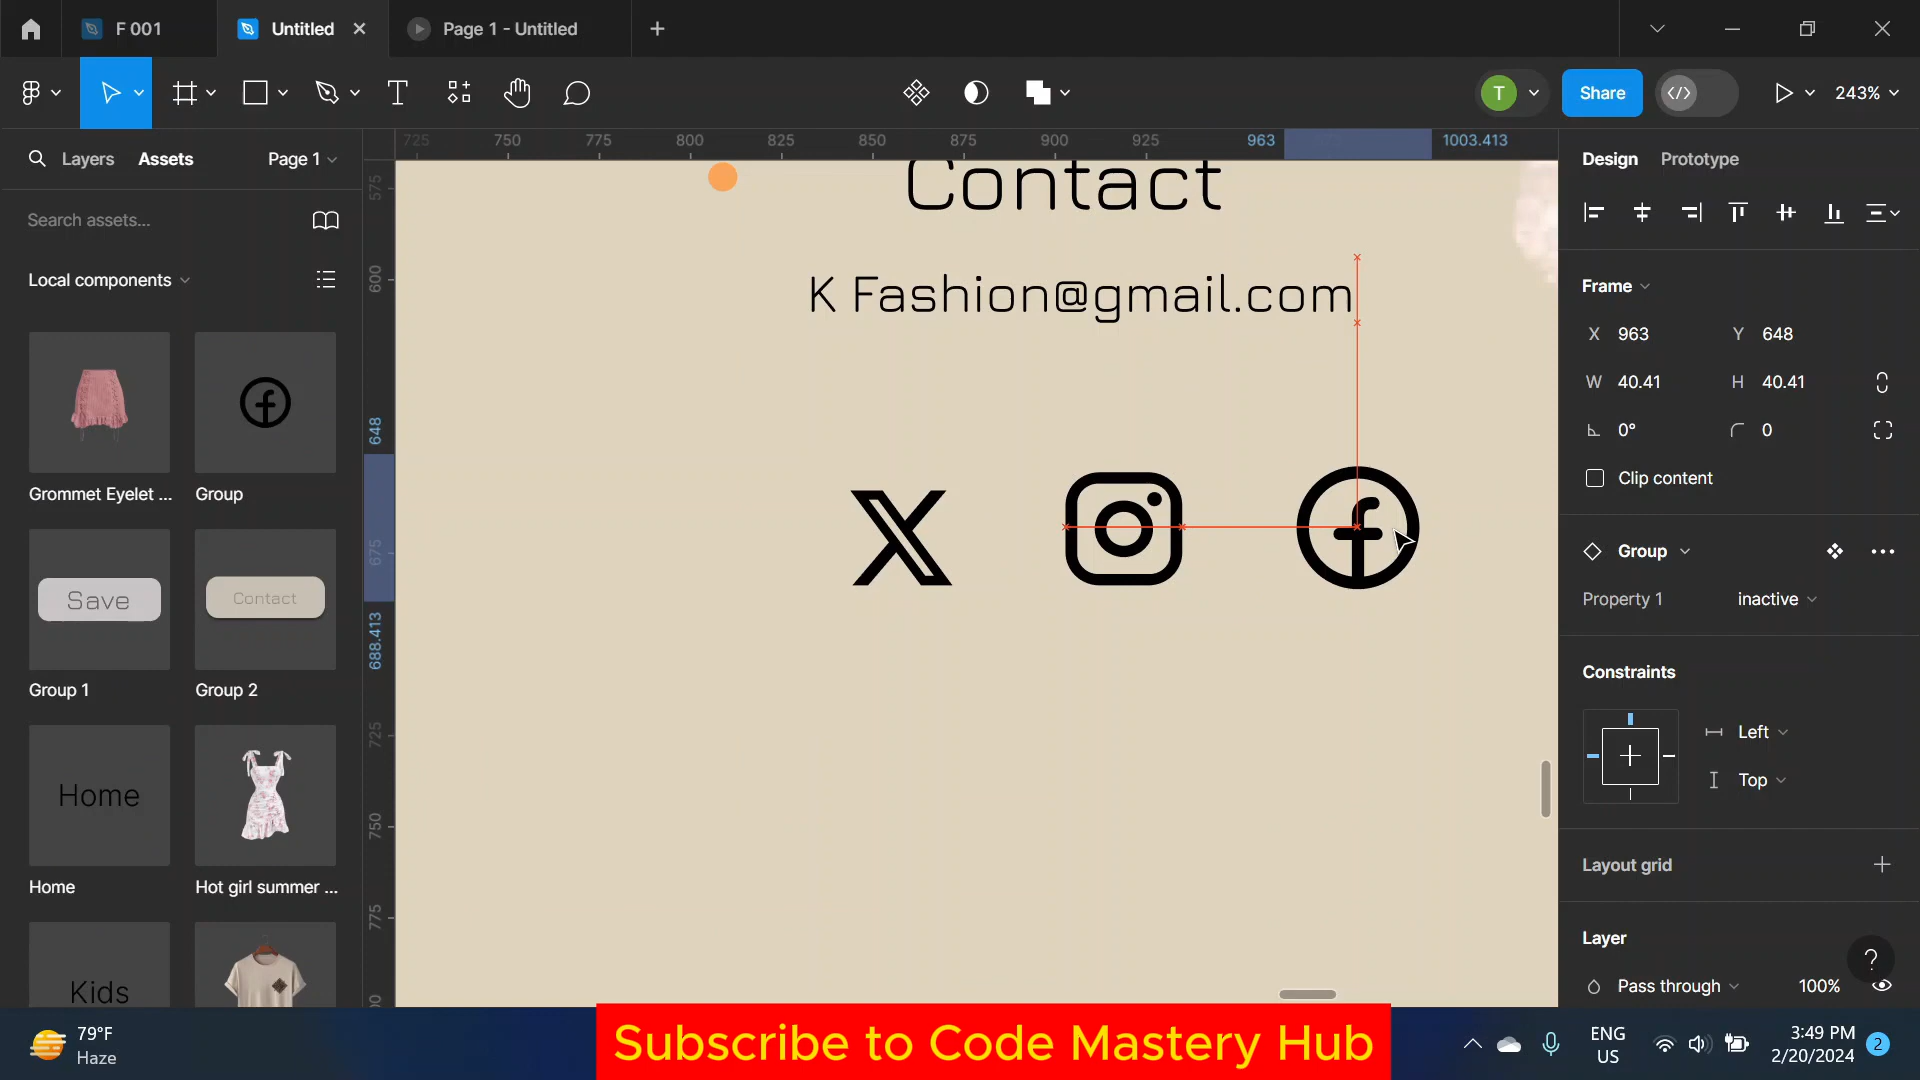 F 001
Untitled
Page 1 - Untitled
T
Share
243%
Layers
Assets
Page 1
725
750
775
800
825
850
875
900
925
963
1003.413
Design
Prototype
Search assets...
Local components
Grommet Eyelet ...
Group
Save
Contact
Group 1
Group 2
Home
Home
Hot girl summer ...
Kids
575
600
648
675
688.413
725
750
775
Contact
K Fashion@gmail.com
Frame
X 963
Y 648
W 40.41
H 40.41
0°
0
Clip content
Group
Property 1
inactive
Constraints
Left
Top
Layout grid
Layer
?
Pass through
100%
79°F
Haze
Subscribe to Code Mastery Hub
ENG
US
3:49 PM
2/20/2024
2